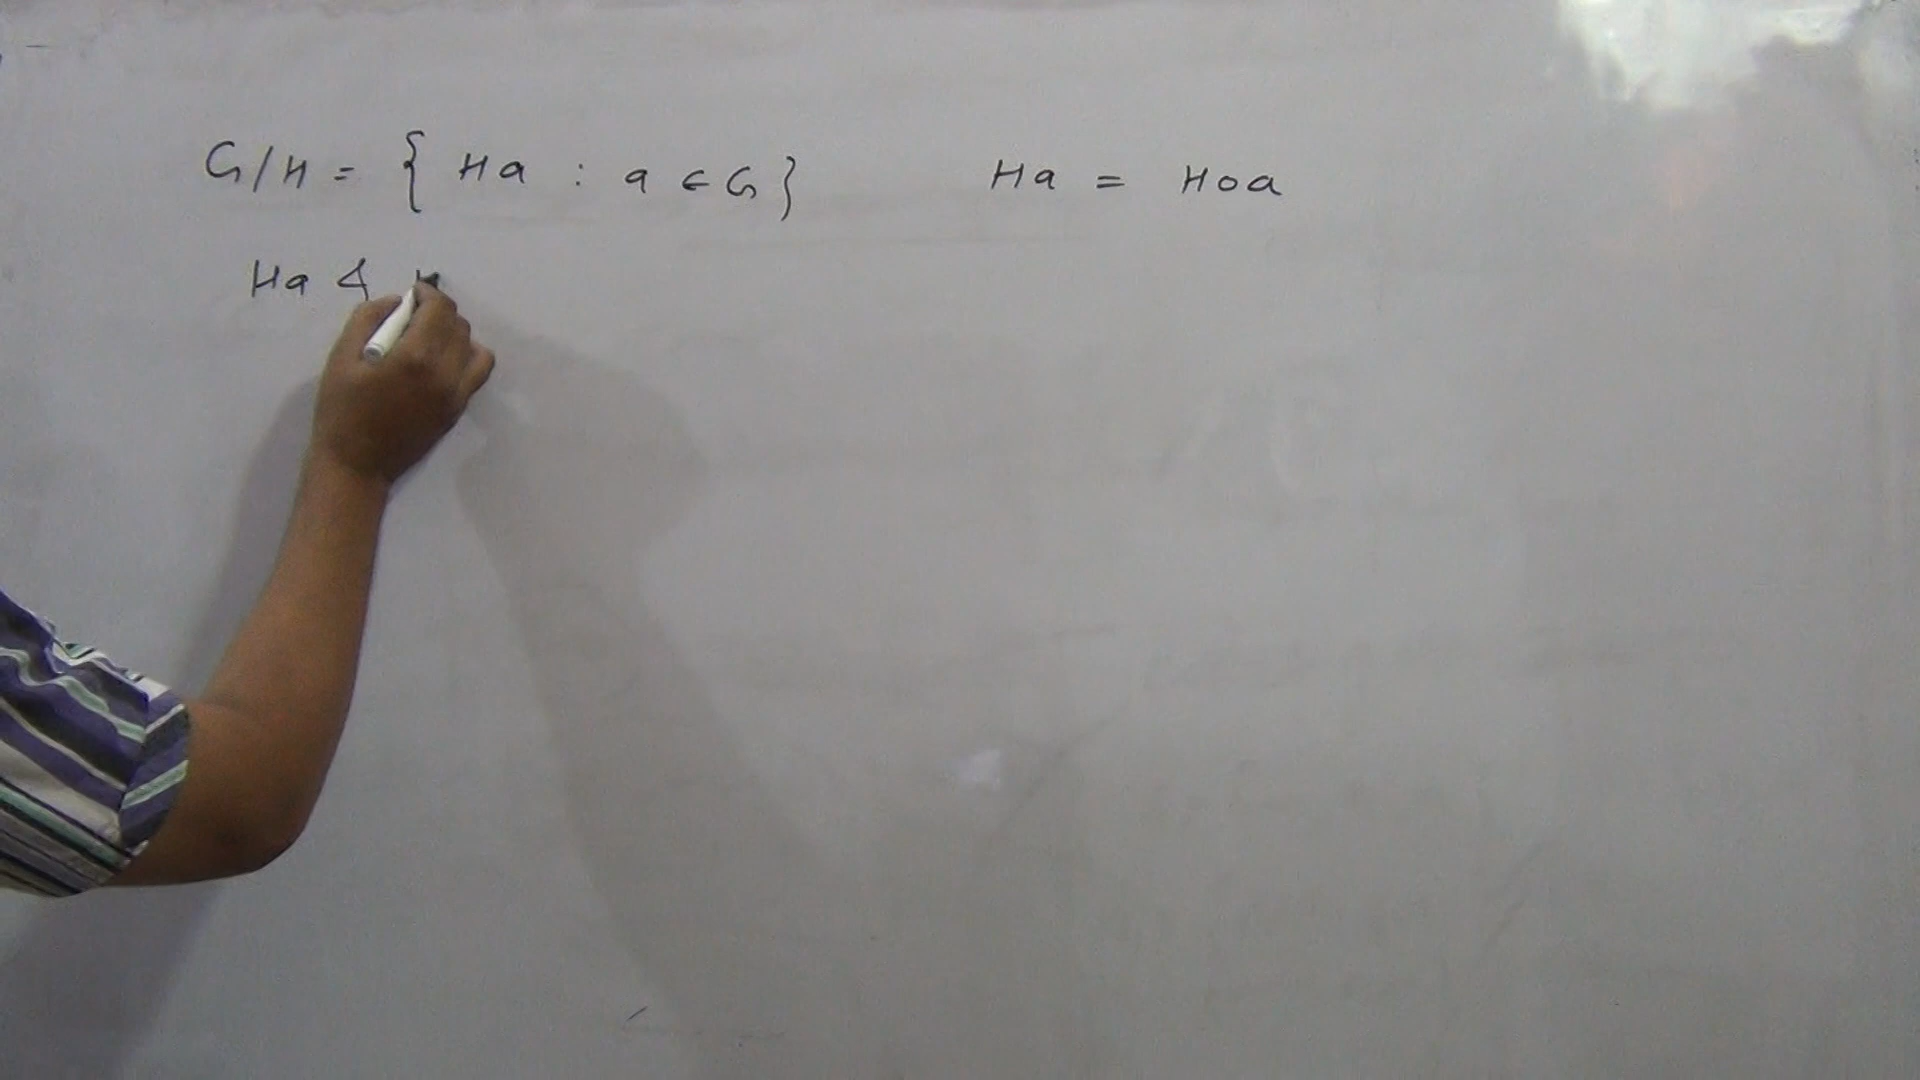 G/H = { Ha : a ∈ G } Ha = Hoa
Ha &